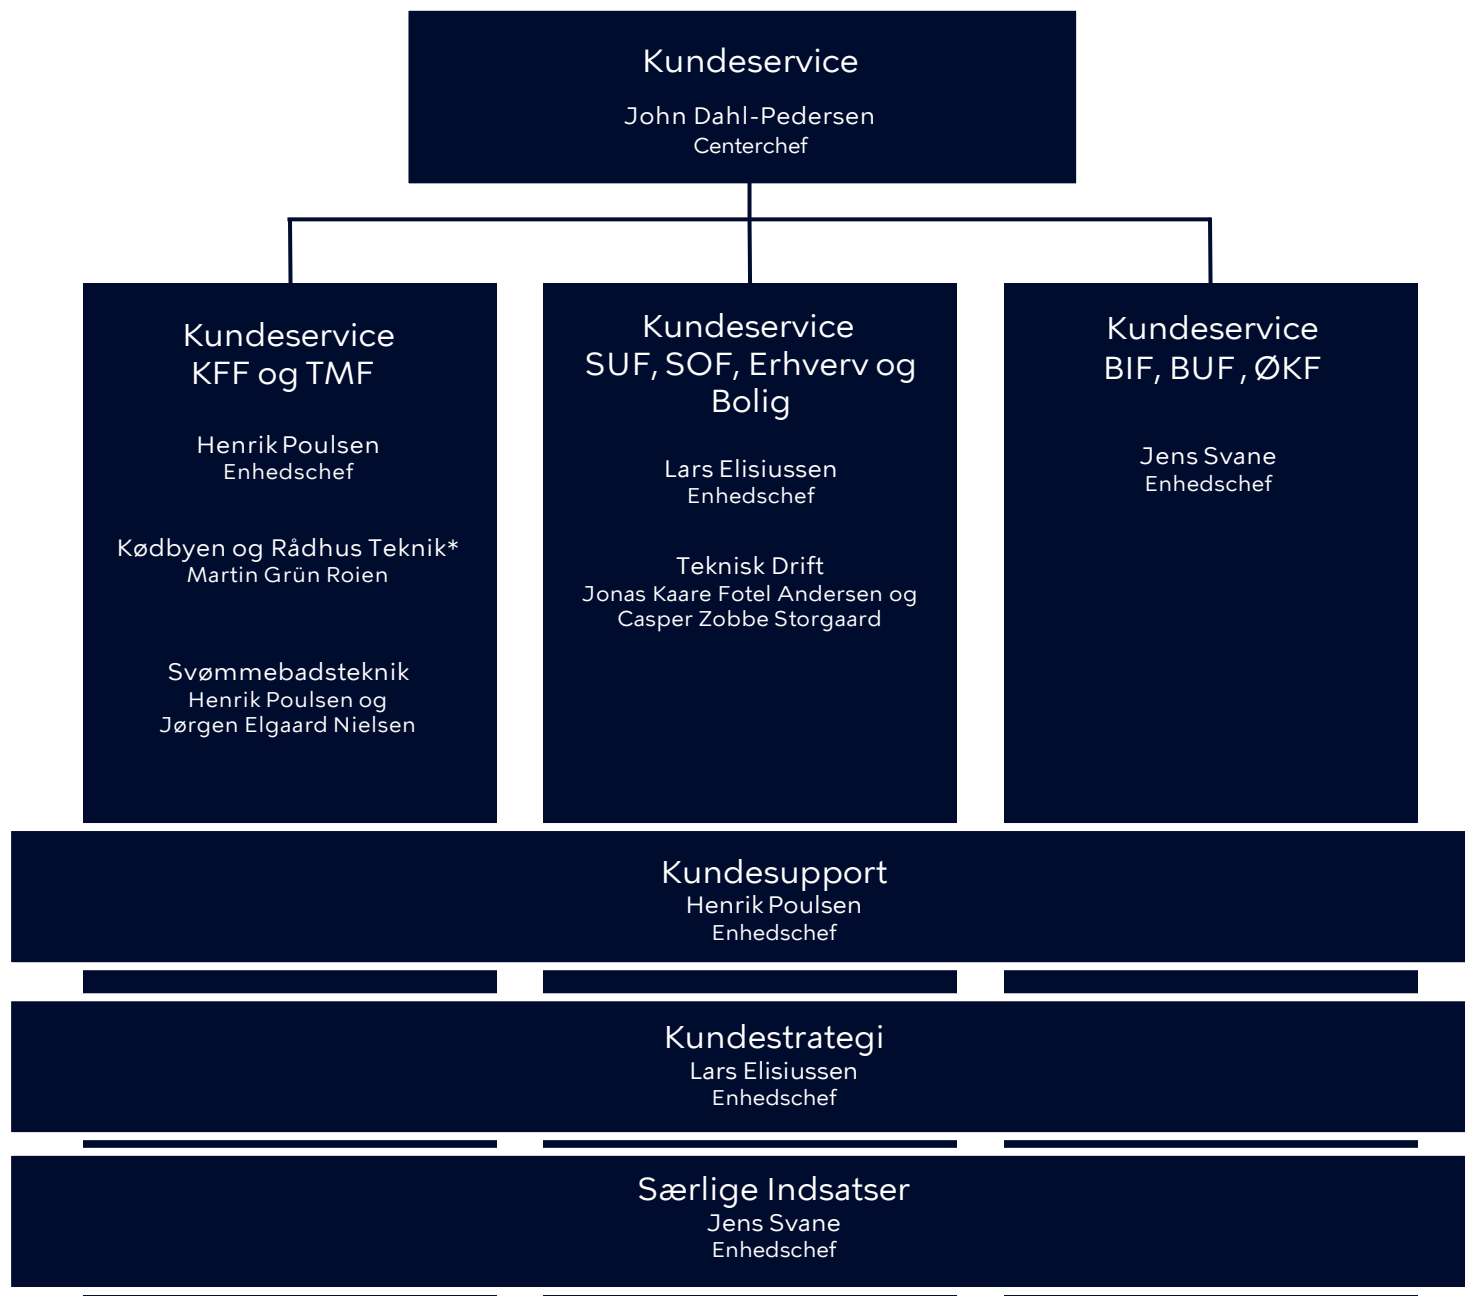 Kundeservice
John Dahl-Pedersen
Centerchef
Kundeservice
KFF og TMF
Henrik Poulsen
Enhedschef
Kødbyen og Rådhus Teknik*
Martin Grün Roien
Svømmebadsteknik
Henrik Poulsen og
Jørgen Elgaard Nielsen
Kundeservice
SUF, SOF, Erhverv og
Bolig
Lars Elisiussen
Enhedschef
Teknisk Drift
Jonas Kaare Fotel Andersen og
Casper Zobbe Storgaard
Kundeservice
BIF, BUF, ØKF
Jens Svane
Enhedschef
Kundesupport
Henrik Poulsen
Enhedschef
Kundestrategi
Lars Elisiussen
Enhedschef
Særlige Indsatser
Jens Svane
Enhedschef